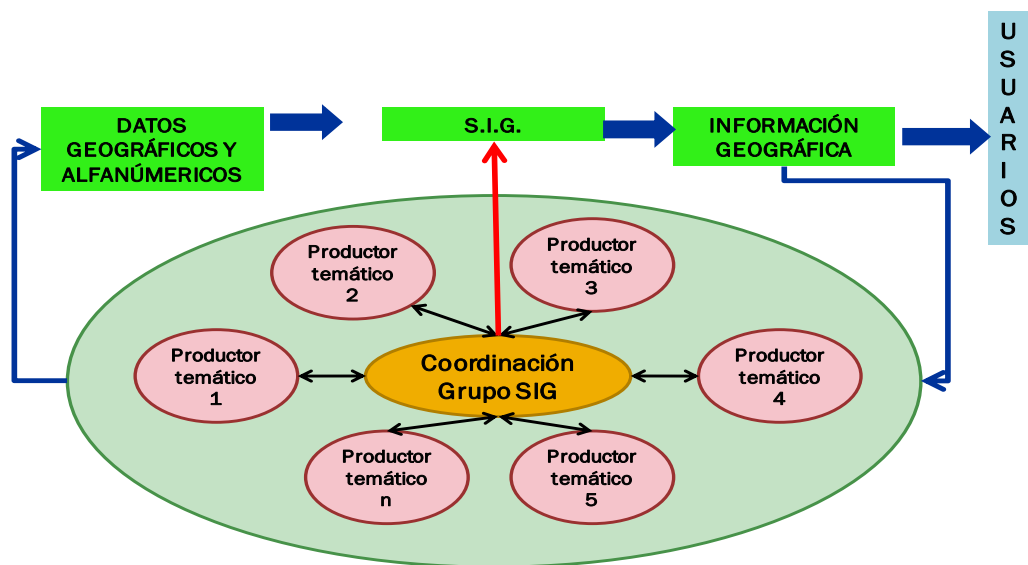 DATOS
GEOGRÁFICOS Y
ALFANÚMERICOS
S.I.G.
INFORMACIÓN
GEOGRÁFICA
USUARIOS
Productor
temático
2
Productor
temático
3
Productor
temático
1
Coordinación
Grupo SIG
Productor
temático
4
Productor
temático
n
Productor
temático
5